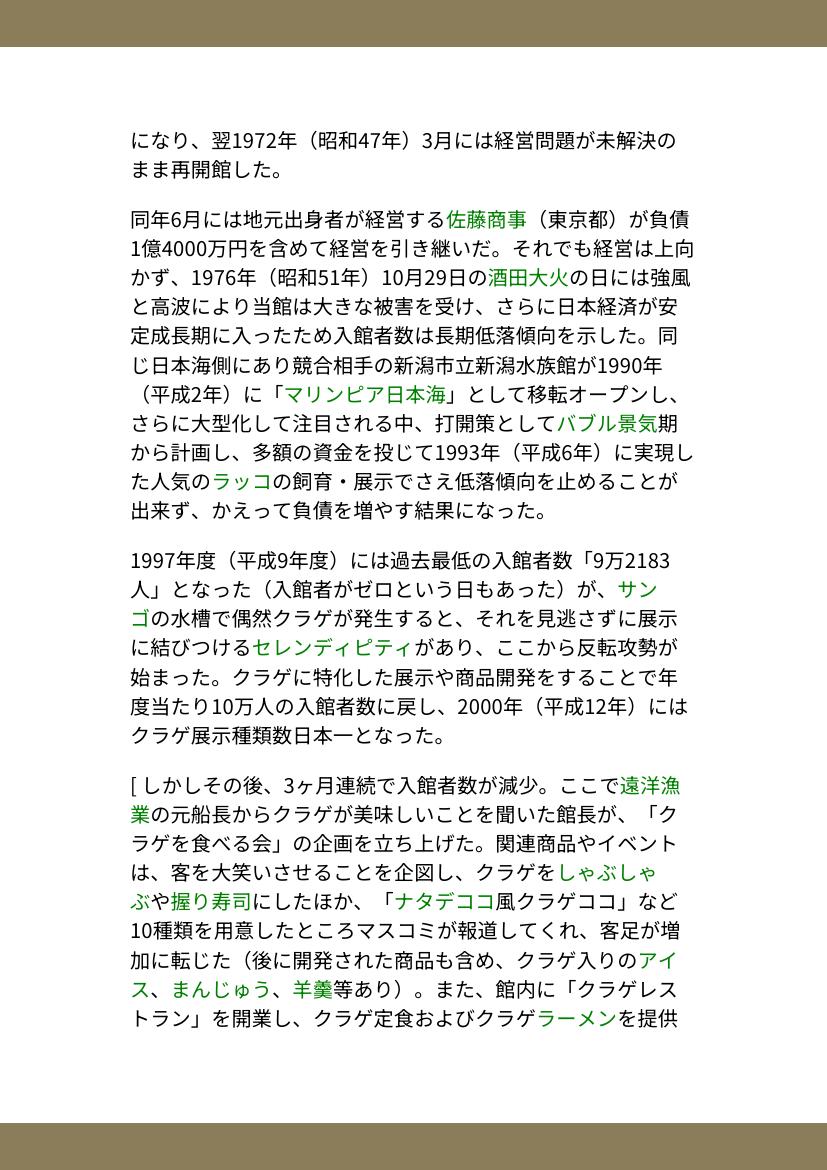 になり、翌1972年（昭和47年）3月には経営問題が未解決の
まま再開館した。
同年6月には地元出身者が経営する佐藤商事（東京都）が負債
1億4000万円を含めて経営を引き継いだ。それでも経営は上向
かず、1976年（昭和51年）10月29日の酒田大火の日には強風
と高波により当館は大きな被害を受け、さらに日本経済が安
定成長期に入ったため入館者数は長期低落傾向を示した。同
じ日本海側にあり競合相手の新潟市立新潟水族館が1990年
（平成2年）に「マリンピア日本海」として移転オープンし、
さらに大型化して注目される中、打開策としてバブル景気期
から計画し、多額の資金を投じて1993年（平成6年）に実現し
た人気のラッコの飼育・展示でさえ低落傾向を止めることが
出来ず、かえって負債を増やす結果になった。
1997年度（平成9年度）には過去最低の入館者数「9万2183
人」となった（入館者がゼロという日もあった）が、サン
ゴの水槽で偶然クラゲが発生すると、それを見逃さずに展示
に結びつけるセレンディピティがあり、ここから反転攻勢が
始まった。クラゲに特化した展示や商品開発をすることで年
度当たり10万人の入館者数に戻し、2000年（平成12年）には
クラゲ展示種類数日本一となった。
[ しかしその後、3ヶ月連続で入館者数が減少。ここで遠洋漁
業の元船長からクラゲが美味しいことを聞いた館長が、「ク
ラゲを食べる会」の企画を立ち上げた。関連商品やイベント
は、客を大笑いさせることを企図し、クラゲをしゃぶしゃ
ぶや握り寿司にしたほか、「ナタデココ風クラゲココ」など
10種類を用意したところマスコミが報道してくれ、客足が増
加に転じた（後に開発された商品も含め、クラゲ入りのアイ
ス、まんじゅう、羊羹等あり）。また、館内に「クラゲレス
トラン」を開業し、クラゲ定食およびクラゲラーメンを提供